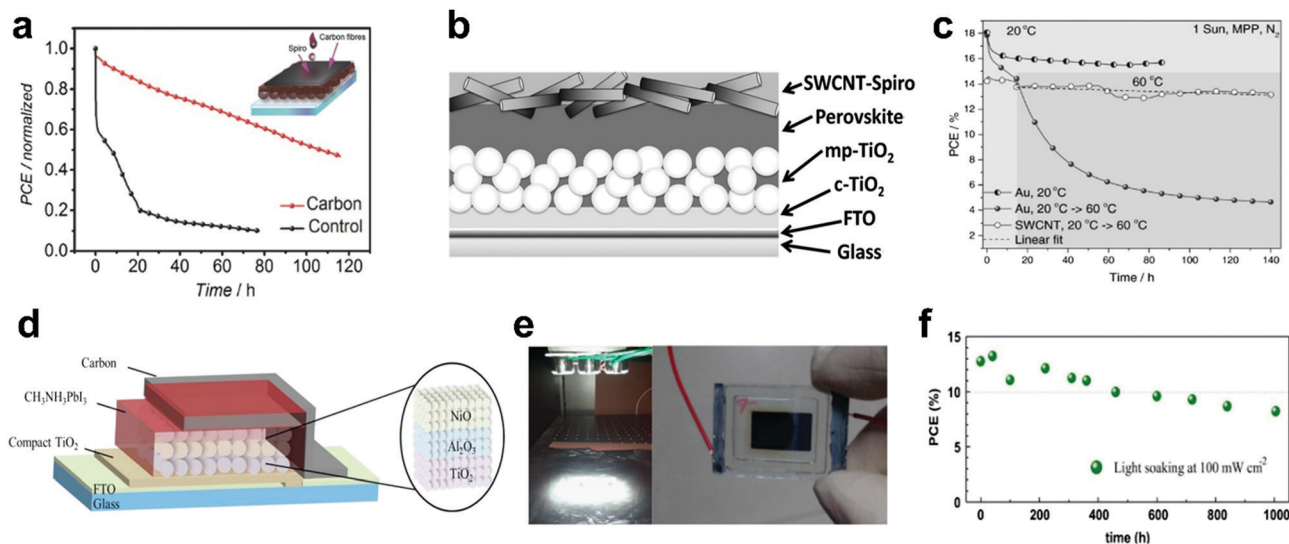 a
PCE / normalized
1.0
0.8
0.6
0.4
0.2
0.0
Spiro
Carbon fibres
Carbon
Control
0 20 40 60 80 100 120
Time / h
b
SWCNT-Spiro
Perovskite
mp-TiO₂
c-TiO₂
FTO
Glass
c
1 Sun, MPP, N₂
20 °C
60 °C
PCE / %
18
16
14
12
10
8
6
4
Au, 20 °C
Au, 20 °C -> 60 °C
SWCNT, 20 °C -> 60 °C
Linear fit
0 20 40 60 80 100 120 140
Time / h
d
Carbon
CH₃NH₃PbI₃
Compact TiO₂
FTO
Glass
NiO
Al₂O₃
TiO₂
e
f
PCE (%)
15
10
5
0
Light soaking at 100 mW cm⁻²
0 200 400 600 800 1000
time (h)